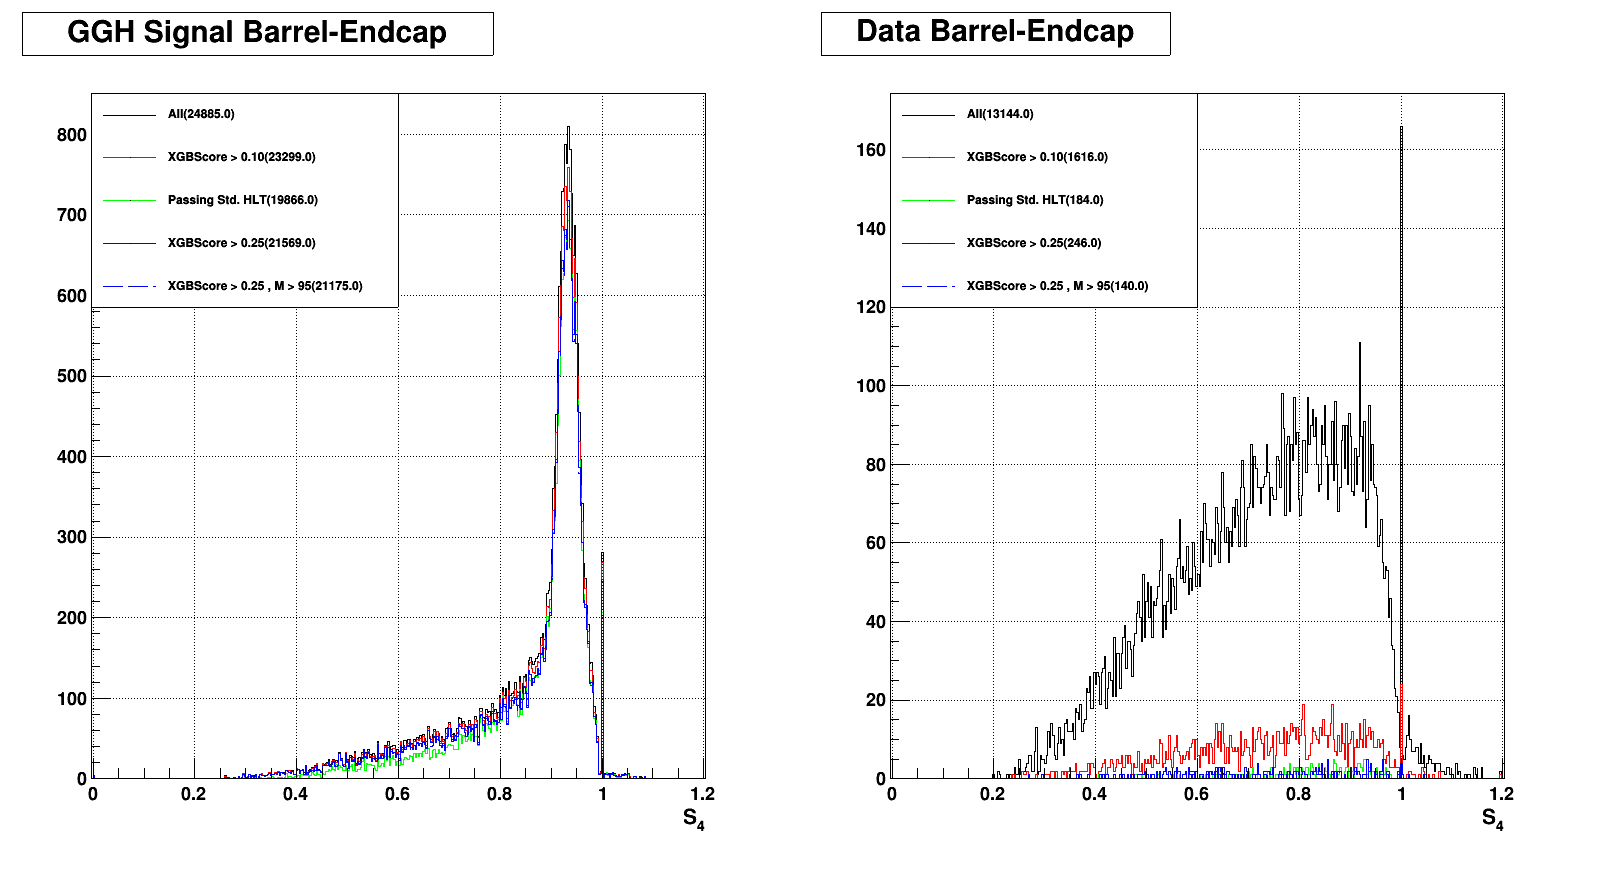 GGH Signal Barrel-Endcap
All(24885.0)
XGBScore > 0.10(23299.0)
Passing Std. HLT(19866.0)
XGBScore > 0.25(21569.0)
XGBScore > 0.25 , M > 95(21175.0)
800
700
600
500
400
300
200
100
0
0 0.2 0.4 0.6 0.8 1 1.2
S4
Data Barrel-Endcap
All(13144.0)
XGBScore > 0.10(1616.0)
Passing Std. HLT(184.0)
XGBScore > 0.25(246.0)
XGBScore > 0.25 , M > 95(140.0)
160
140
120
100
80
60
40
20
0
0 0.2 0.4 0.6 0.8 1 1.2
S4